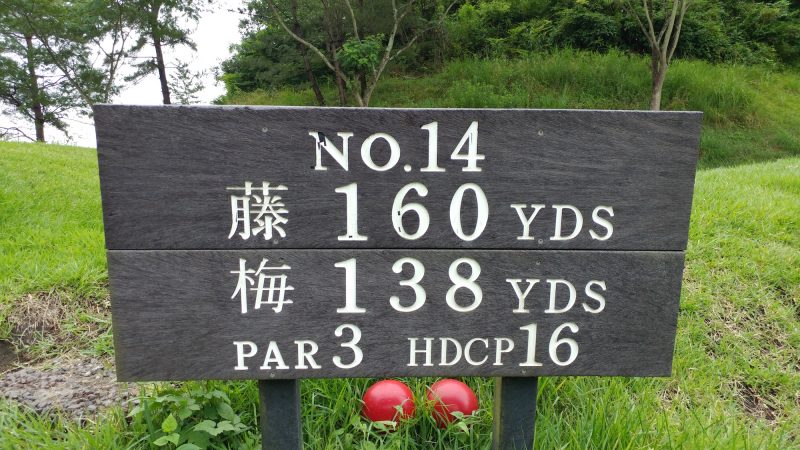 NO.14
藤 160 YDS
梅 138 YDS
PAR 3 HDCP 16